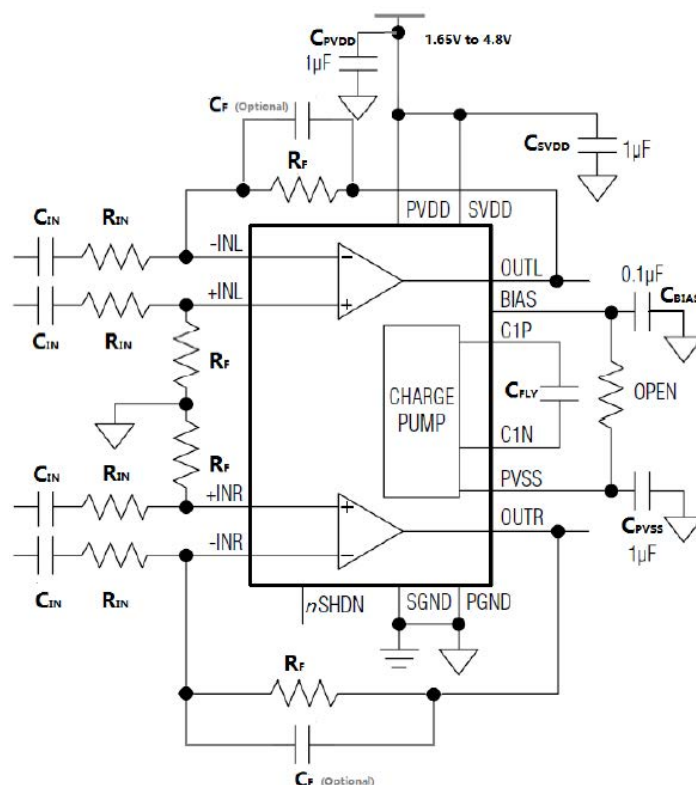 CPVDD
1.65V to 4.8V
1µF
CF (Optional)
RF
CSVDD
1µF
PVDD SVDD
CIN RIN
-INL
OUTL
+INL
BIAS
0.1µF
CBIAS
CIN RIN
C1P
RF
CHARGE
PUMP
CFLY
OPEN
C1N
RF
CIN RIN
PVSS
+INR
OUTR
-INR
CPVSS
1µF
CIN RIN
nSHDN
SGND PGND
RF
CF (Optional)